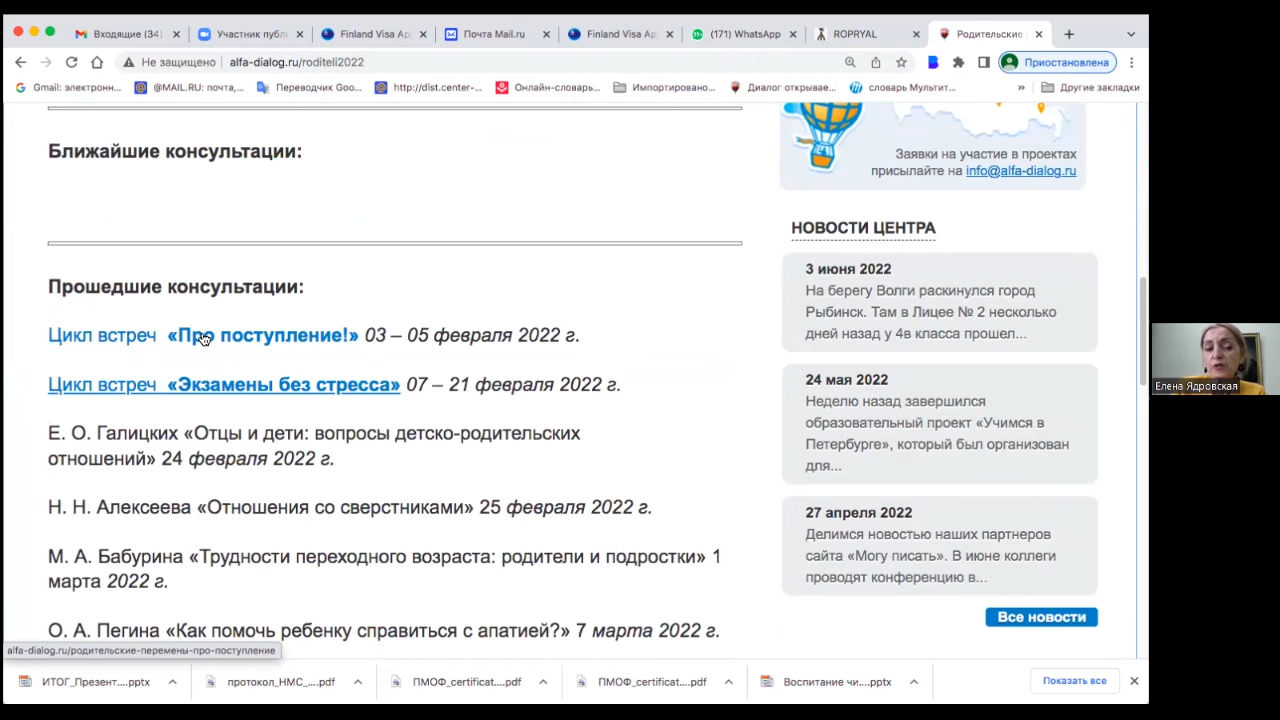 Входящие (34)
Участник публ
Finland Visa Ap
Почта Mail.ru
Finland Visa Ap
(171) WhatsApp
ROPRYAL
Родительские
Не защищено
alfa-dialog.ru/roditeli2022
Приостановлена
Gmail: электронн...
@MAIL.RU: почта,...
Переводчик Goo...
http://dist.center-...
Онлайн-словарь...
Импортировано...
Диалог открывае...
словарь Мультит...
»
Другие закладки
Ближайшие консультации:
Прошедшие консультации:
Цикл встреч «Про поступление!» 03 – 05 февраля 2022 г.
Цикл встреч «Экзамены без стресса» 07 – 21 февраля 2022 г.
Е. О. Галицких «Отцы и дети: вопросы детско-родительских
отношений» 24 февраля 2022 г.
Н. Н. Алексеева «Отношения со сверстниками» 25 февраля 2022 г.
М. А. Бабурина «Трудности переходного возраста: родители и подростки» 1
марта 2022 г.
О. А. Пегина «Как помочь ребенку справиться с апатией?» 7 марта 2022 г.
Заявки на участие в проектах
присылайте на info@alfa-dialog.ru
НОВОСТИ ЦЕНТРА
3 июня 2022
На берегу Волги раскинулся город
Рыбинск. Там в Лицее № 2 несколько
дней назад у 4в класса прошел...
24 мая 2022
Неделю назад завершился
образовательный проект «Учимся в
Петербурге», который был организован
для...
27 апреля 2022
Делимся новостью наших партнеров
сайта «Могу писать». В июне коллеги
проводят конференцию в...
Все новости
Елена Ядровская
alfa-dialog.ru/родительские-перемены-про-поступление
ИТОГ_Презент....pptx
протокол_НМС_....pdf
ПМОФ_certificat....pdf
ПМОФ_certificat....pdf
Воспитание чи....pptx
Показать все